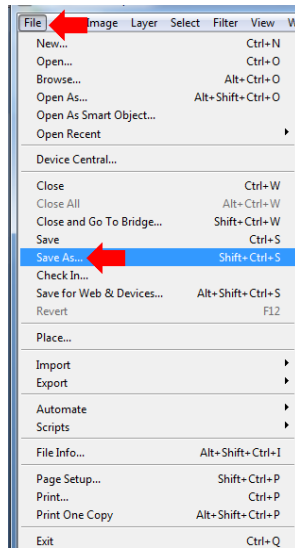 File Image Layer Select Filter View W
New... Ctrl+N
Open... Ctrl+O
Browse... Alt+Ctrl+O
Open As... Alt+Shift+Ctrl+O
Open As Smart Object...
Open Recent
Device Central...
Close Ctrl+W
Close All Alt+Ctrl+W
Close and Go To Bridge... Shift+Ctrl+W
Save Ctrl+S
Save As... Shift+Ctrl+S
Check In...
Save for Web & Devices... Alt+Shift+Ctrl+S
Revert F12
Place...
Import
Export
Automate
Scripts
File Info... Alt+Shift+Ctrl+I
Page Setup... Shift+Ctrl+P
Print... Ctrl+P
Print One Copy Alt+Shift+Ctrl+P
Exit Ctrl+Q